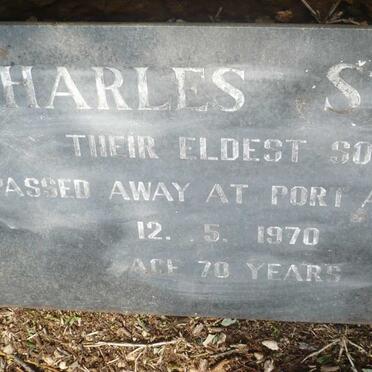 HARLES S
THEIR ELDEST SO
PASSED AWAY AT PORT A
12. 5. 1970
AGE 70 YEARS